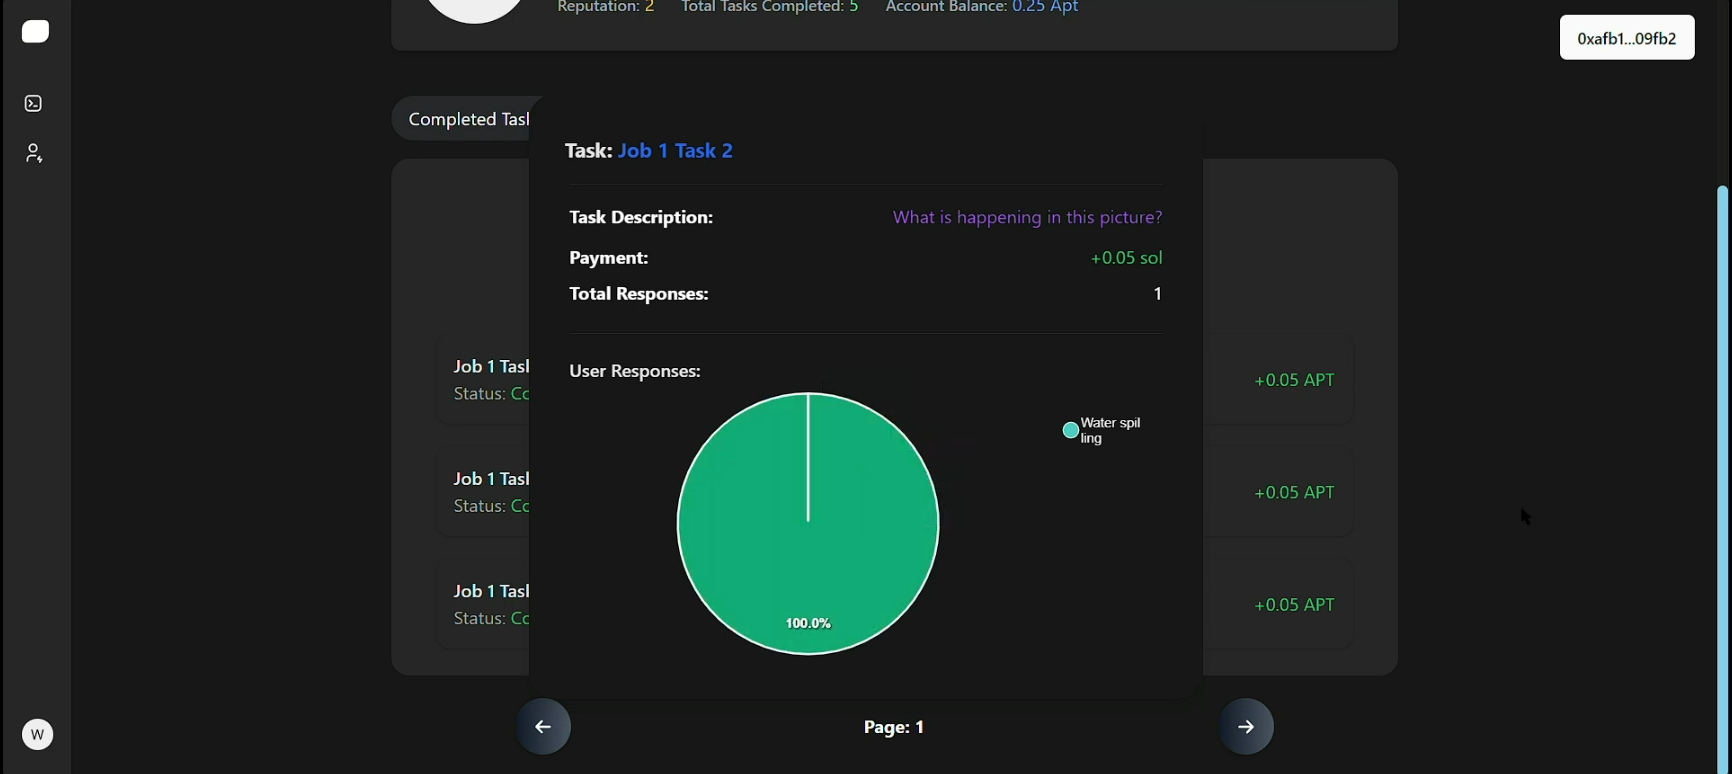 Reputation: 2 Total Tasks Completed: 5 Account Balance: 0.25 Apt
0xafb1...09fb2
Completed Tasl
Task: Job 1 Task 2
Task Description: What is happening in this picture?
Payment: +0.05 sol
Total Responses: 1
User Responses:
Job 1 Tasl
Status: Co
+0.05 APT
Water spil
ling
Job 1 Tasl
Status: Co
+0.05 APT
Job 1 Tasl
Status: Co
+0.05 APT
100.0%
Page: 1
W